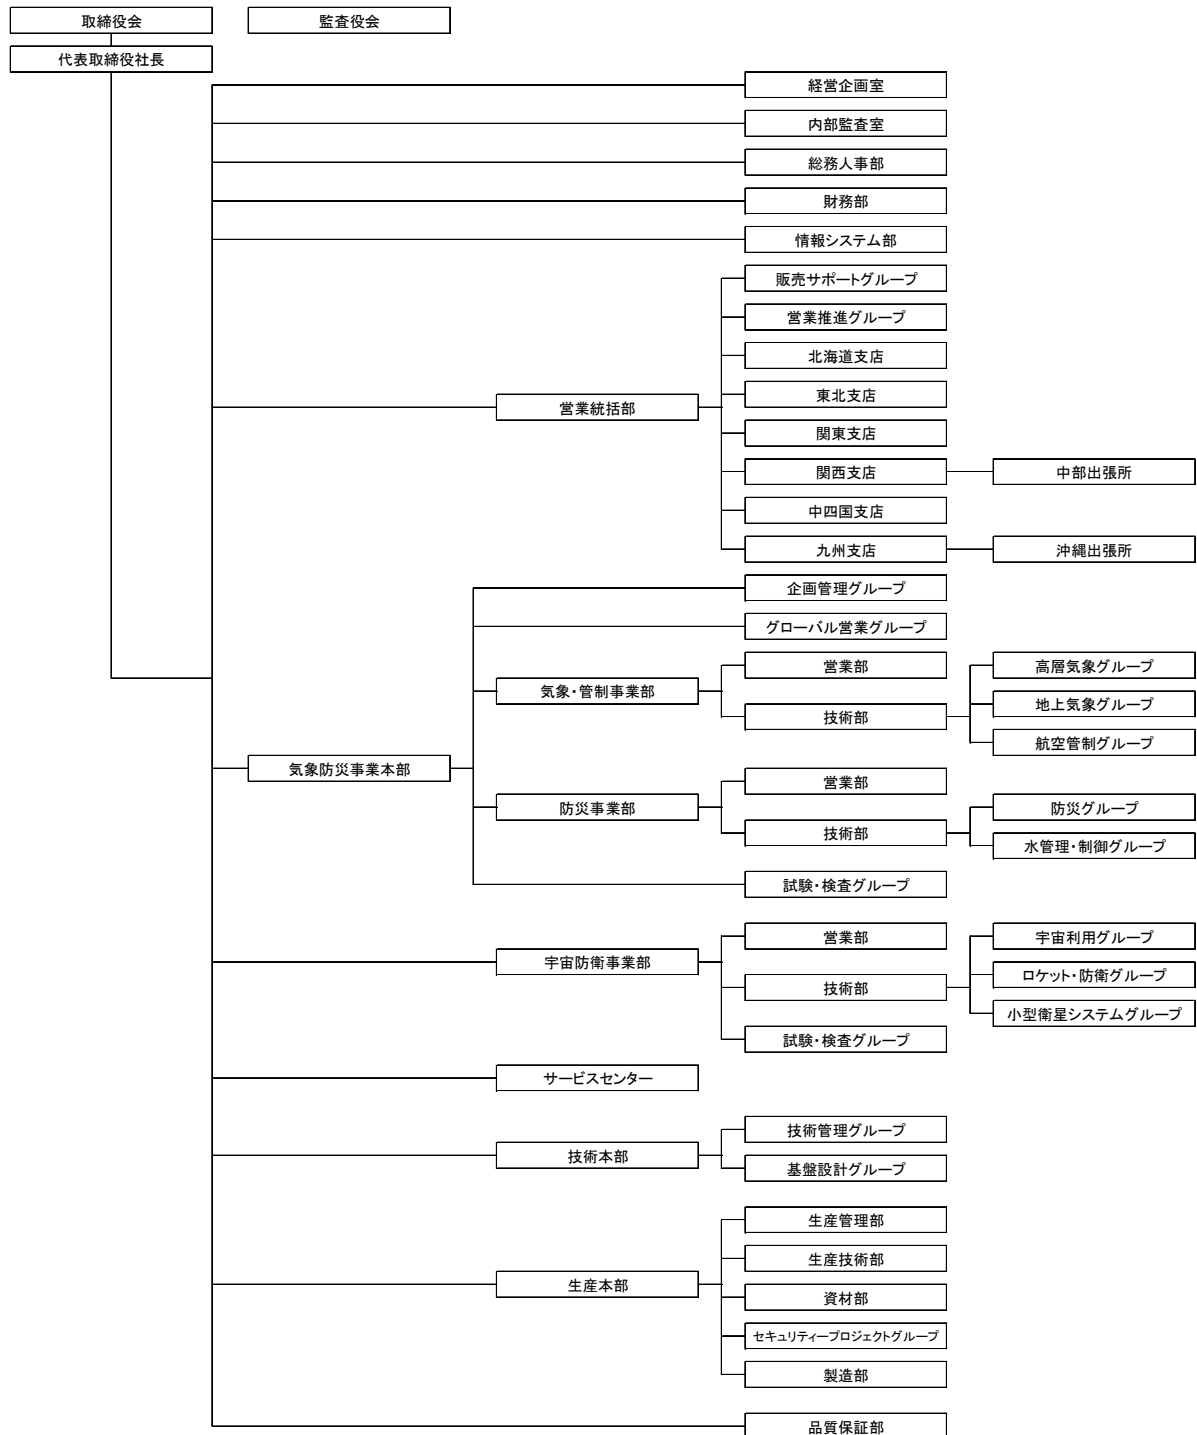 取締役会
監査役会
代表取締役社長
経営企画室
内部監査室
総務人事部
財務部
情報システム部
販売サポートグループ
営業推進グループ
北海道支店
東北支店
営業統括部
関東支店
関西支店
中部出張所
中四国支店
九州支店
沖縄出張所
企画管理グループ
グローバル営業グループ
営業部
高層気象グループ
気象・管制事業部
地上気象グループ
技術部
航空管制グループ
気象防災事業本部
営業部
防災事業部
防災グループ
技術部
水管理・制御グループ
試験・検査グループ
営業部
宇宙利用グループ
宇宙防衛事業部
ロケット・防衛グループ
技術部
小型衛星システムグループ
試験・検査グループ
サービスセンター
技術管理グループ
技術本部
基盤設計グループ
生産管理部
生産技術部
生産本部
資材部
セキュリティープロジェクトグループ
製造部
品質保証部